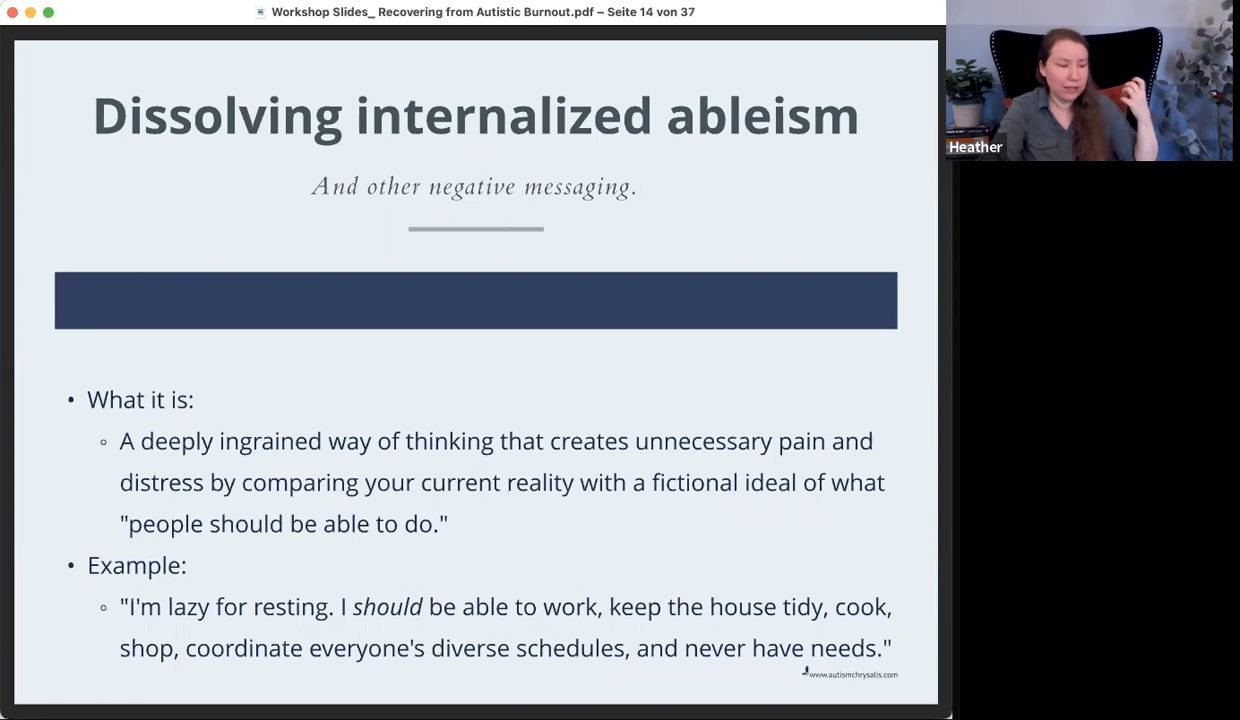 Workshop Slides_ Recovering from Autistic Burnout.pdf – Seite 14 von 37
Heather
Dissolving internalized ableism
And other negative messaging.
• What it is:
◦ A deeply ingrained way of thinking that creates unnecessary pain and
distress by comparing your current reality with a fictional ideal of what
"people should be able to do."
• Example:
◦ "I'm lazy for resting. I should be able to work, keep the house tidy, cook,
shop, coordinate everyone's diverse schedules, and never have needs."
www.autismchrysalis.com